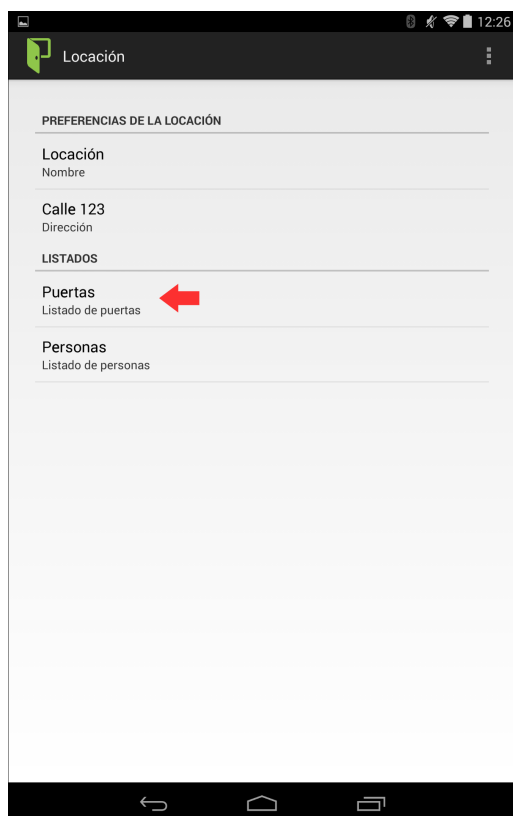 12:26
Locación
PREFERENCIAS DE LA LOCACIÓN
Locación
Nombre
Calle 123
Dirección
LISTADOS
Puertas
Listado de puertas
Personas
Listado de personas